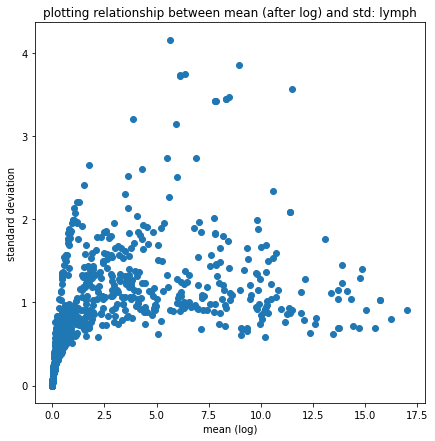 plotting relationship between mean (after log) and std: lymph
standard deviation
4
3
2
1
0
0.0 2.5 5.0 7.5 10.0 12.5 15.0 17.5
mean (log)